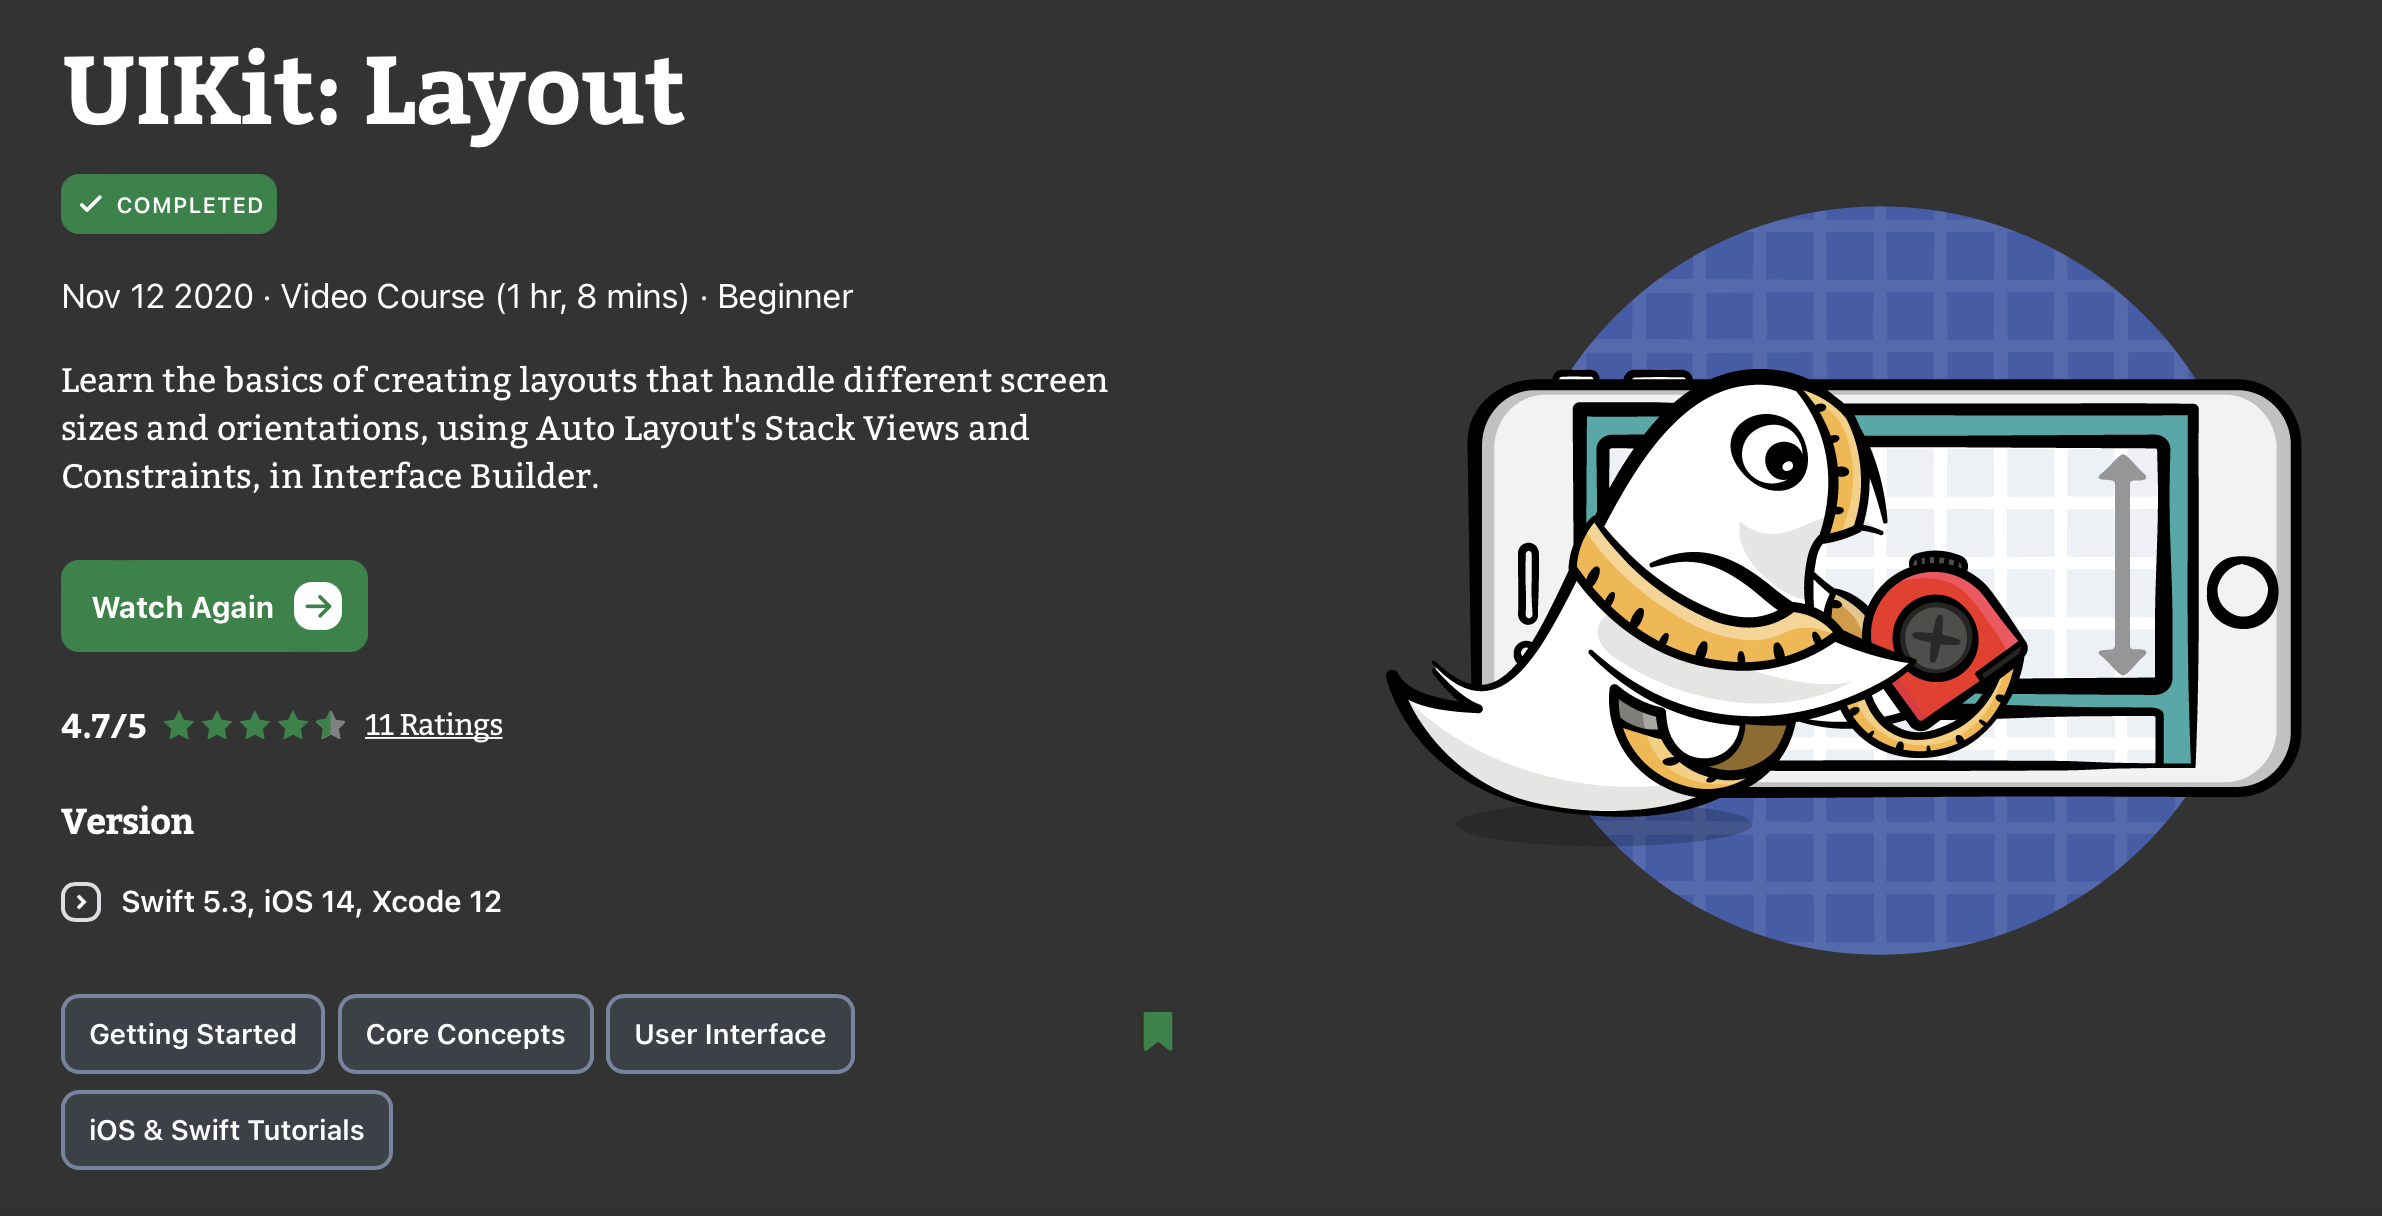 UIKit: Layout
COMPLETED
Nov 12 2020 · Video Course (1 hr, 8 mins) · Beginner
Learn the basics of creating layouts that handle different screen
sizes and orientations, using Auto Layout's Stack Views and
Constraints, in Interface Builder.
Watch Again
4.7/5 11 Ratings
Version
Swift 5.3, iOS 14, Xcode 12
Getting Started Core Concepts User Interface
iOS & Swift Tutorials